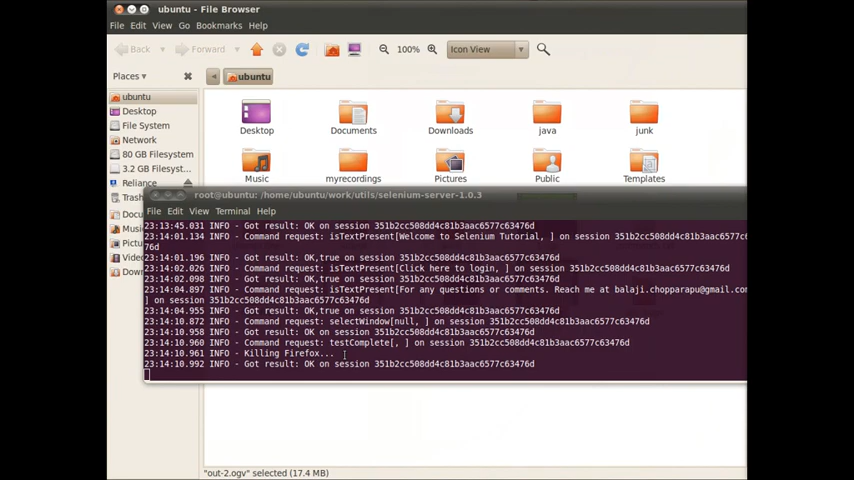 ubuntu - File Browser
File Edit View Go Bookmarks Help
Back Forward 100% Icon View
Places ubuntu
ubuntu
Desktop
File System
Network
80 GB Filesystem
3.2 GB Filesyst...
Reliance
Trash
Docu
Music
Pictu
Video
Down
Desktop Documents Downloads java junk
Music myrecordings Pictures Public Templates
root@ubuntu: /home/ubuntu/work/utils/selenium-server-1.0.3
File Edit View Terminal Help
23:13:45.031 INFO - Got result: OK on session 351b2cc508dd4c81b3aac6577c63476d
23:14:01.134 INFO - Command request: isTextPresent[Welcome to Selenium Tutorial, ] on session 351b2cc508dd4c81b3aac6577c634
76d
23:14:01.196 INFO - Got result: OK,true on session 351b2cc508dd4c81b3aac6577c63476d
23:14:02.026 INFO - Command request: isTextPresent[Click here to login, ] on session 351b2cc508dd4c81b3aac6577c63476d
23:14:02.098 INFO - Got result: OK,true on session 351b2cc508dd4c81b3aac6577c63476d
23:14:04.897 INFO - Command request: isTextPresent[For any questions or comments. Reach me at balaji.chopparapu@gmail.com
] on session 351b2cc508dd4c81b3aac6577c63476d
23:14:04.955 INFO - Got result: OK,true on session 351b2cc508dd4c81b3aac6577c63476d
23:14:10.872 INFO - Command request: selectWindow[null, ] on session 351b2cc508dd4c81b3aac6577c63476d
23:14:10.958 INFO - Got result: OK on session 351b2cc508dd4c81b3aac6577c63476d
23:14:10.960 INFO - Command request: testComplete[, ] on session 351b2cc508dd4c81b3aac6577c63476d
23:14:10.961 INFO - Killing Firefox...
23:14:10.992 INFO - Got result: OK on session 351b2cc508dd4c81b3aac6577c63476d
"out-2.ogv" selected (17.4 MB)